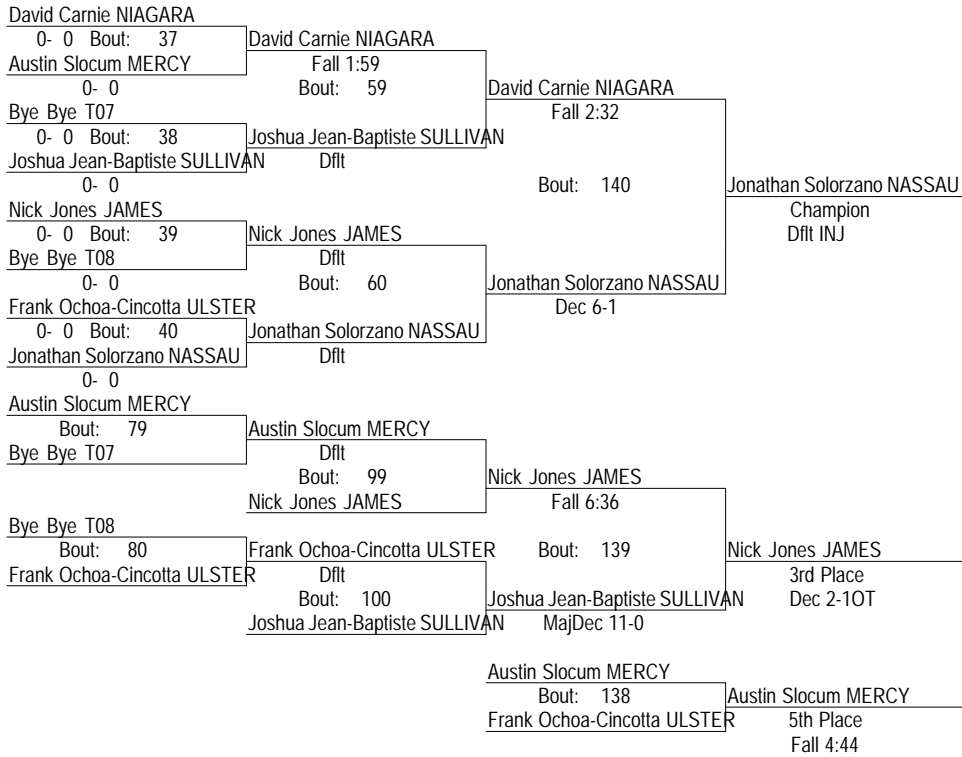 David Carnie NIAGARA
0- 0 Bout: 37
David Carnie NIAGARA
Austin Slocum MERCY
Fall 1:59
0- 0
Bout: 59
David Carnie NIAGARA
Bye Bye T07
Fall 2:32
0- 0 Bout: 38
Joshua Jean-Baptiste SULLIVAN
Joshua Jean-Baptiste SULLIVAN
Dflt
0- 0
Bout: 140
Jonathan Solorzano NASSAU
Nick Jones JAMES
Champion
0- 0 Bout: 39
Nick Jones JAMES
Dflt INJ
Bye Bye T08
Dflt
0- 0
Bout: 60
Jonathan Solorzano NASSAU
Frank Ochoa-Cincotta ULSTER
Dec 6-1
0- 0 Bout: 40
Jonathan Solorzano NASSAU
Jonathan Solorzano NASSAU
Dflt
0- 0
Austin Slocum MERCY
Bout: 79
Austin Slocum MERCY
Bye Bye T07
Dflt
Bout: 99
Nick Jones JAMES
Nick Jones JAMES
Fall 6:36
Bye Bye T08
Bout: 80
Frank Ochoa-Cincotta ULSTER
Bout: 139
Nick Jones JAMES
Frank Ochoa-Cincotta ULSTER
Dflt
3rd Place
Bout: 100
Joshua Jean-Baptiste SULLIVAN
Dec 2-1OT
Joshua Jean-Baptiste SULLIVAN
MajDec 11-0
Austin Slocum MERCY
Bout: 138
Austin Slocum MERCY
Frank Ochoa-Cincotta ULSTER
5th Place
Fall 4:44